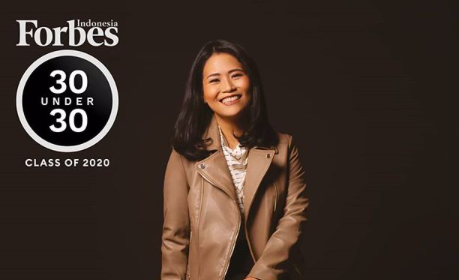 Indonesia
Forbes
30
UNDER
30
CLASS OF 2020